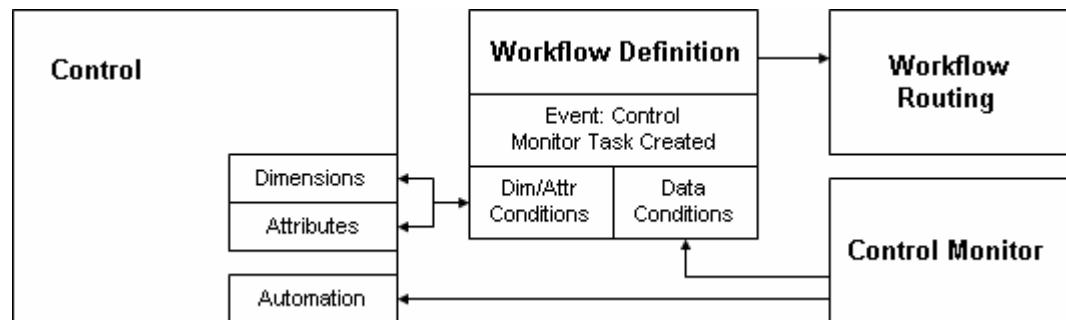 Control
Dimensions
Attributes
Automation
Workflow Definition
Event: Control
Monitor Task Created
Dim/Attr
Conditions
Data
Conditions
Workflow
Routing
Control Monitor